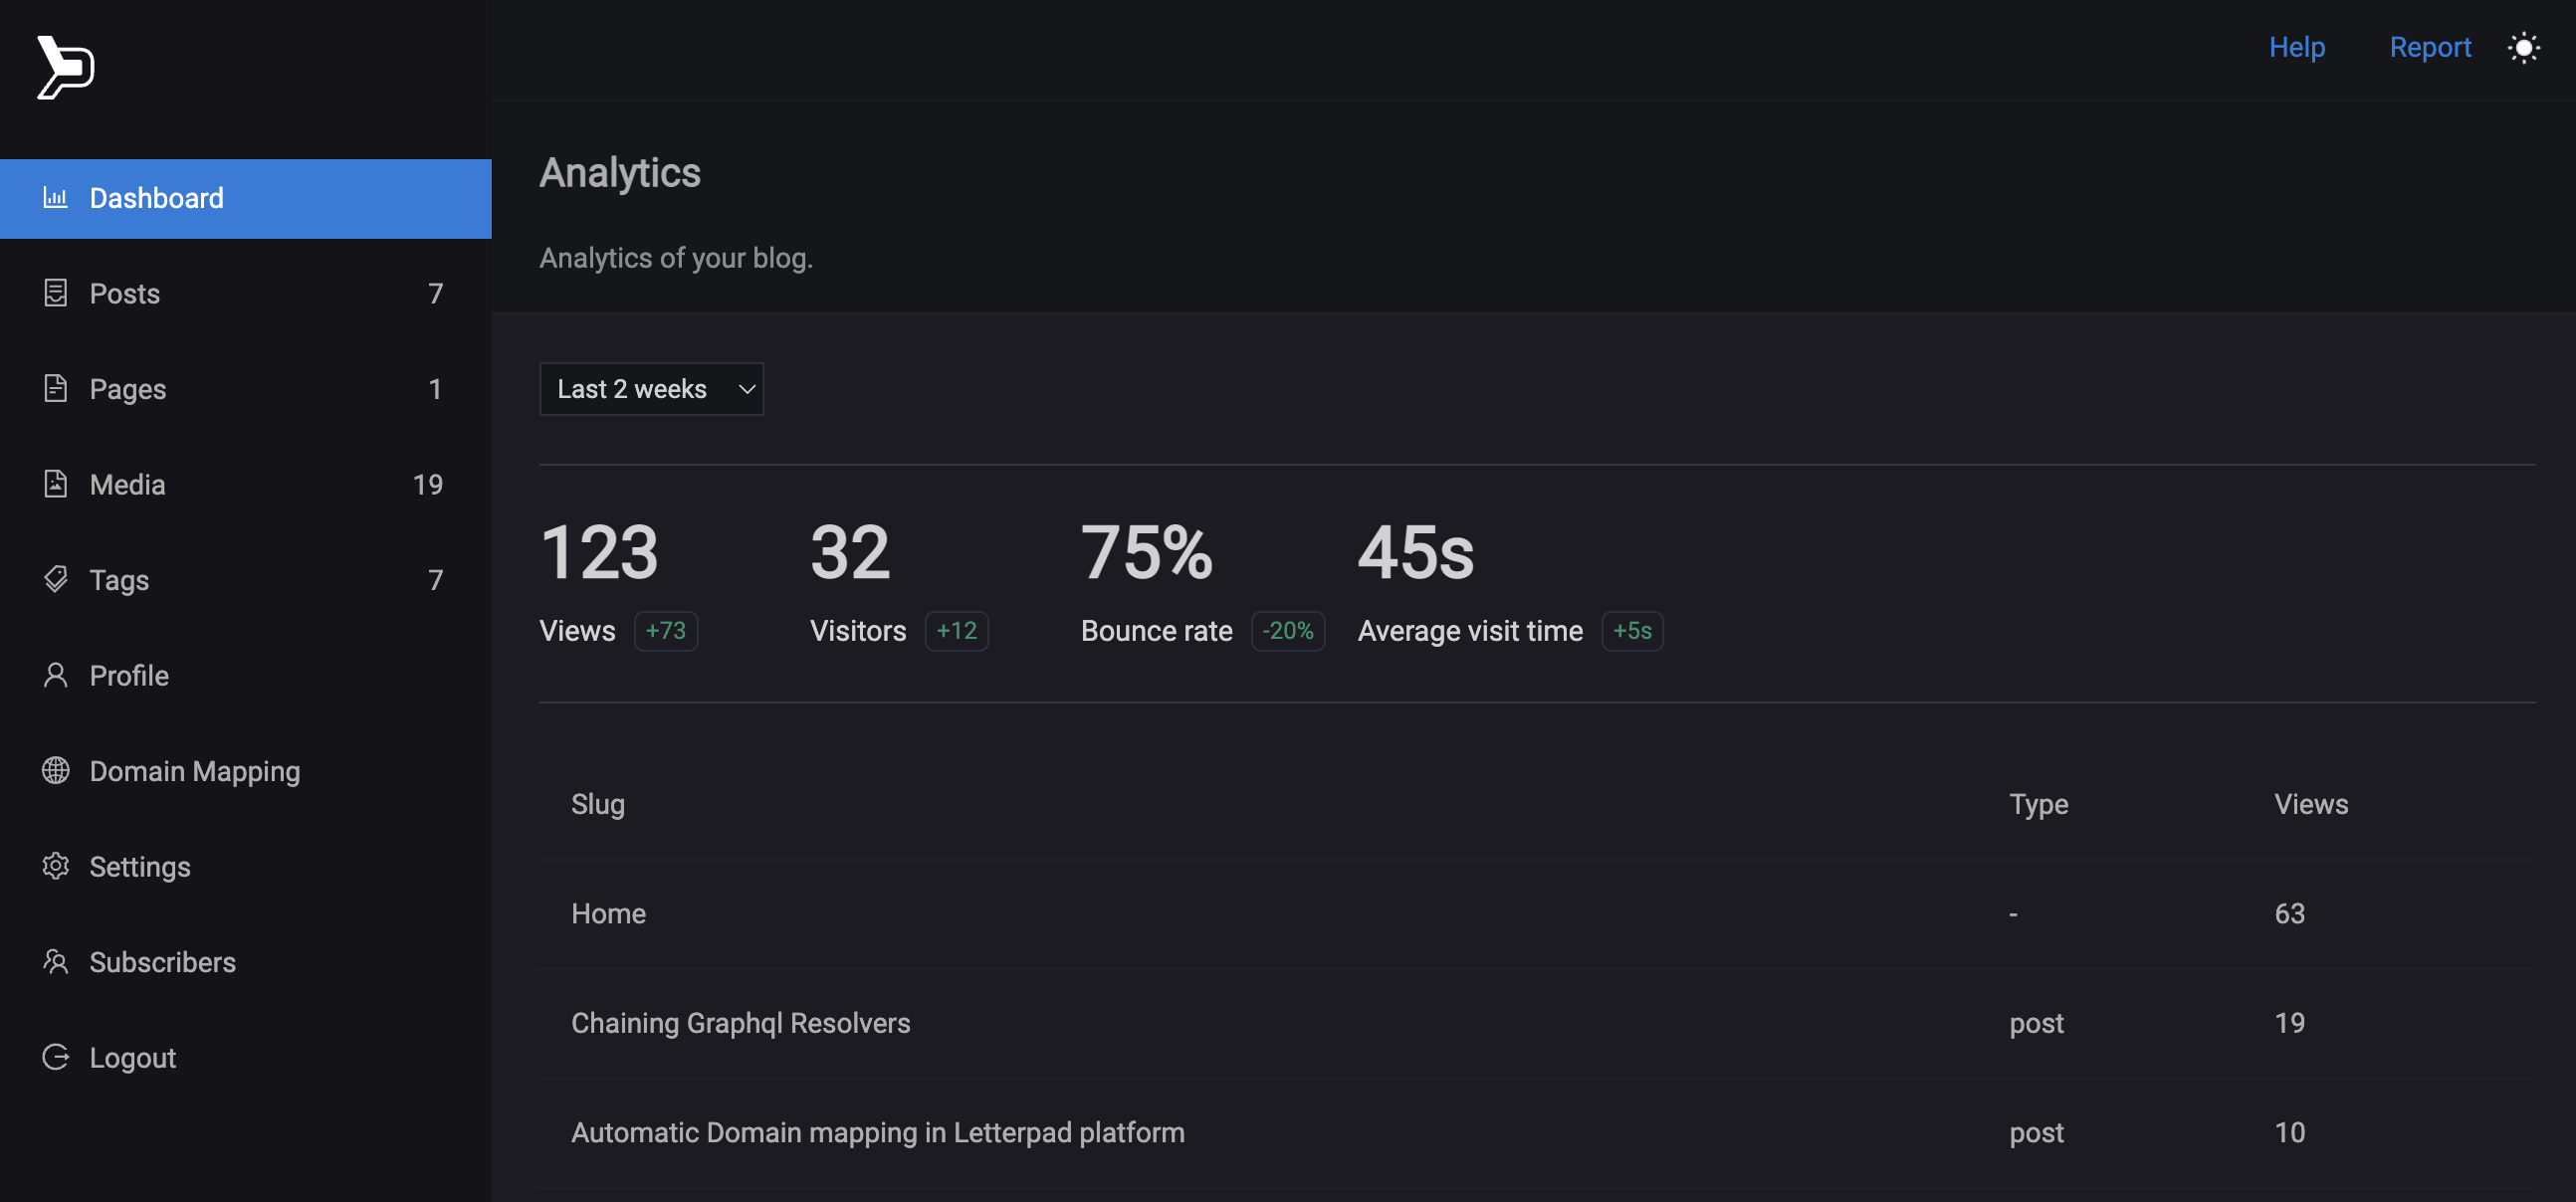 Help Report
Dashboard
Posts 7
Pages 1
Media 19
Tags 7
Profile
Domain Mapping
Settings
Subscribers
Logout
Analytics
Analytics of your blog.
Last 2 weeks
123 32 75% 45s
Views +73 Visitors +12 Bounce rate -20% Average visit time +5s
Slug Type Views
Home - 63
Chaining Graphql Resolvers post 19
Automatic Domain mapping in Letterpad platform post 10